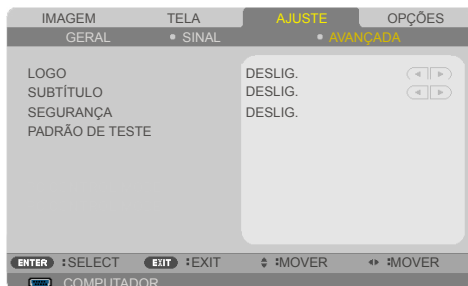 IMAGEM TELA AJUSTE OPÇÕES
GERAL • SINAL • AVANÇADA
LOGO DESLIG.
SUBTÍTULO DESLIG.
SEGURANÇA DESLIG.
PADRÃO DE TESTE
ENTER :SELECT EXIT :EXIT :MOVER :MOVER
COMPUTADOR